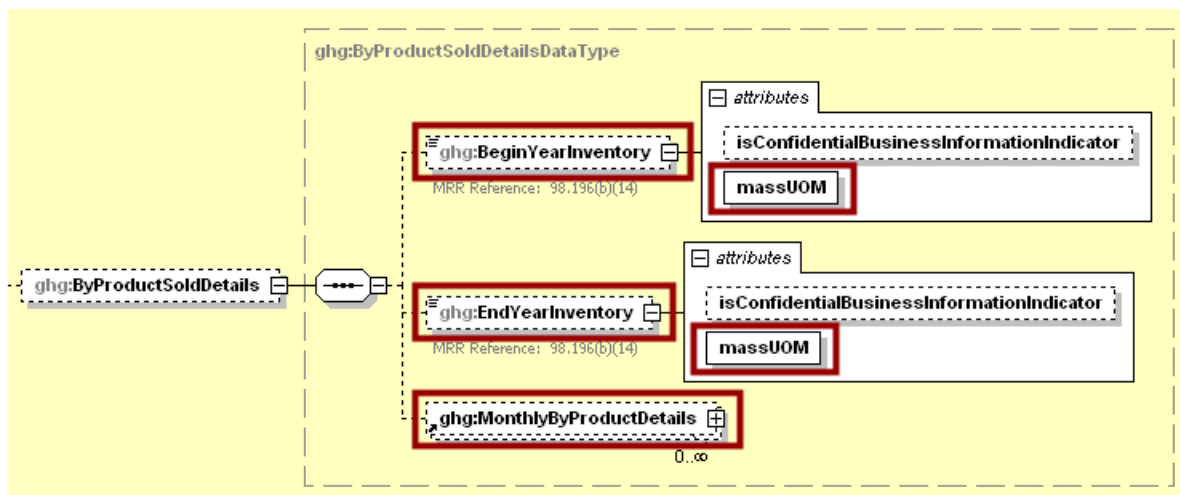 ghg:ByProductSoldDetailsDataType
attributes
ghg:BeginYearInventory
isConfidentialBusinessInformationIndicator
MRR Reference: 98.196(b)(14)
massUOM
attributes
ghg:ByProductSoldDetails
isConfidentialBusinessInformationIndicator
ghg:EndYearInventory
MRR Reference: 98.196(b)(14)
massUOM
ghg:MonthlyByProductDetails
0..∞